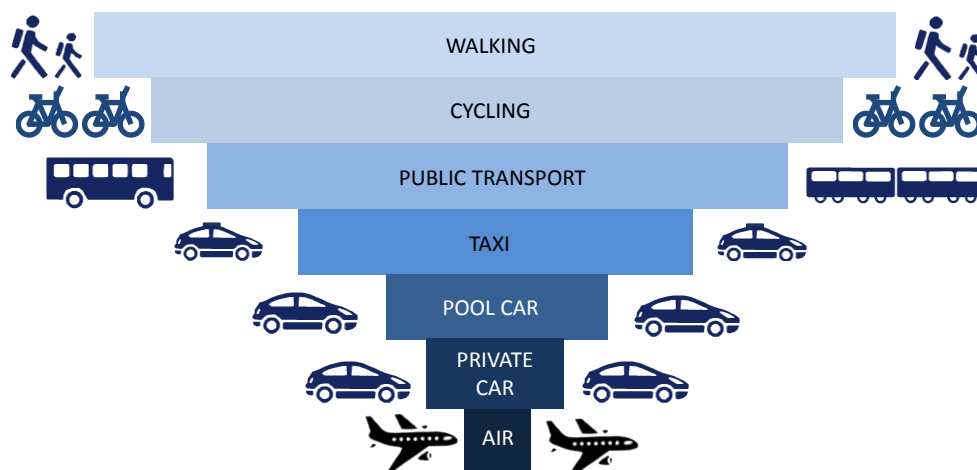 WALKING
CYCLING
PUBLIC TRANSPORT
TAXI
POOL CAR
PRIVATE
CAR
AIR